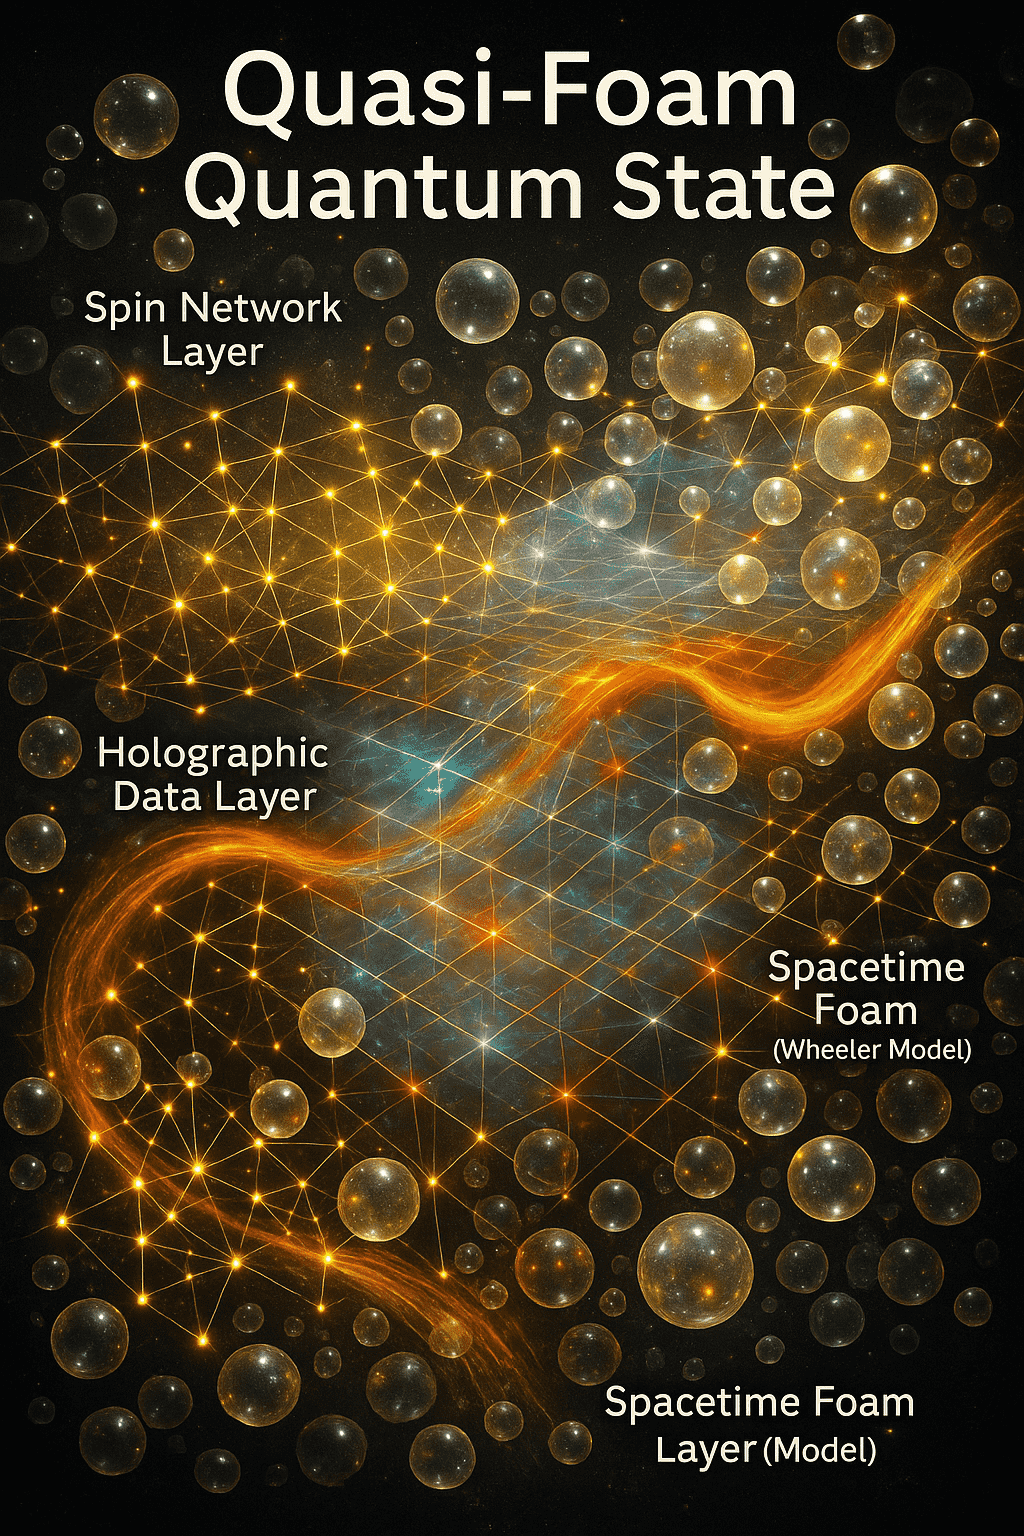 Quasi-Foam
Quantum State
Spin Network
Layer
Holographic
Data Layer
Spacetime
Foam
(Wheeler Model)
Spacetime Foam
Layer (Model)